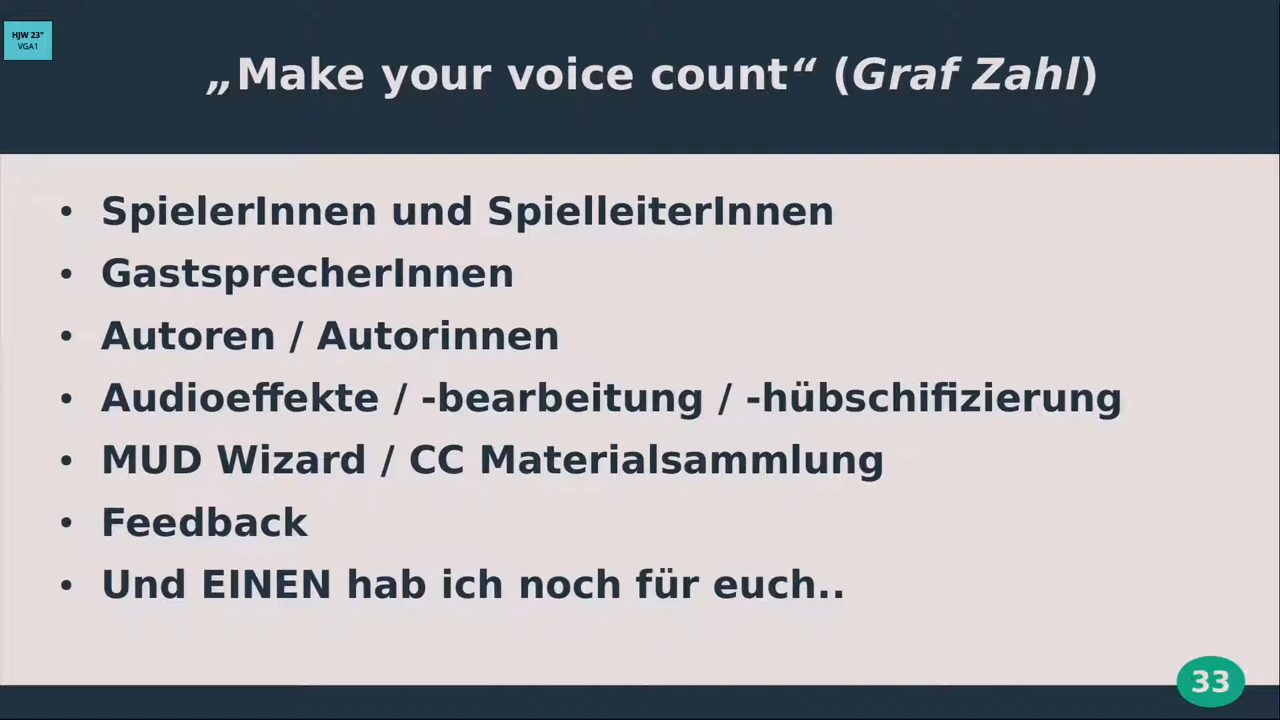 HJW 23"
VGA1
„Make your voice count“ (Graf Zahl)
• SpielerInnen und SpielleiterInnen
• GastsprecherInnen
• Autoren / Autorinnen
• Audioeffekte / -bearbeitung / -hübschifizierung
• MUD Wizard / CC Materialsammlung
• Feedback
• Und EINEN hab ich noch für euch..
33